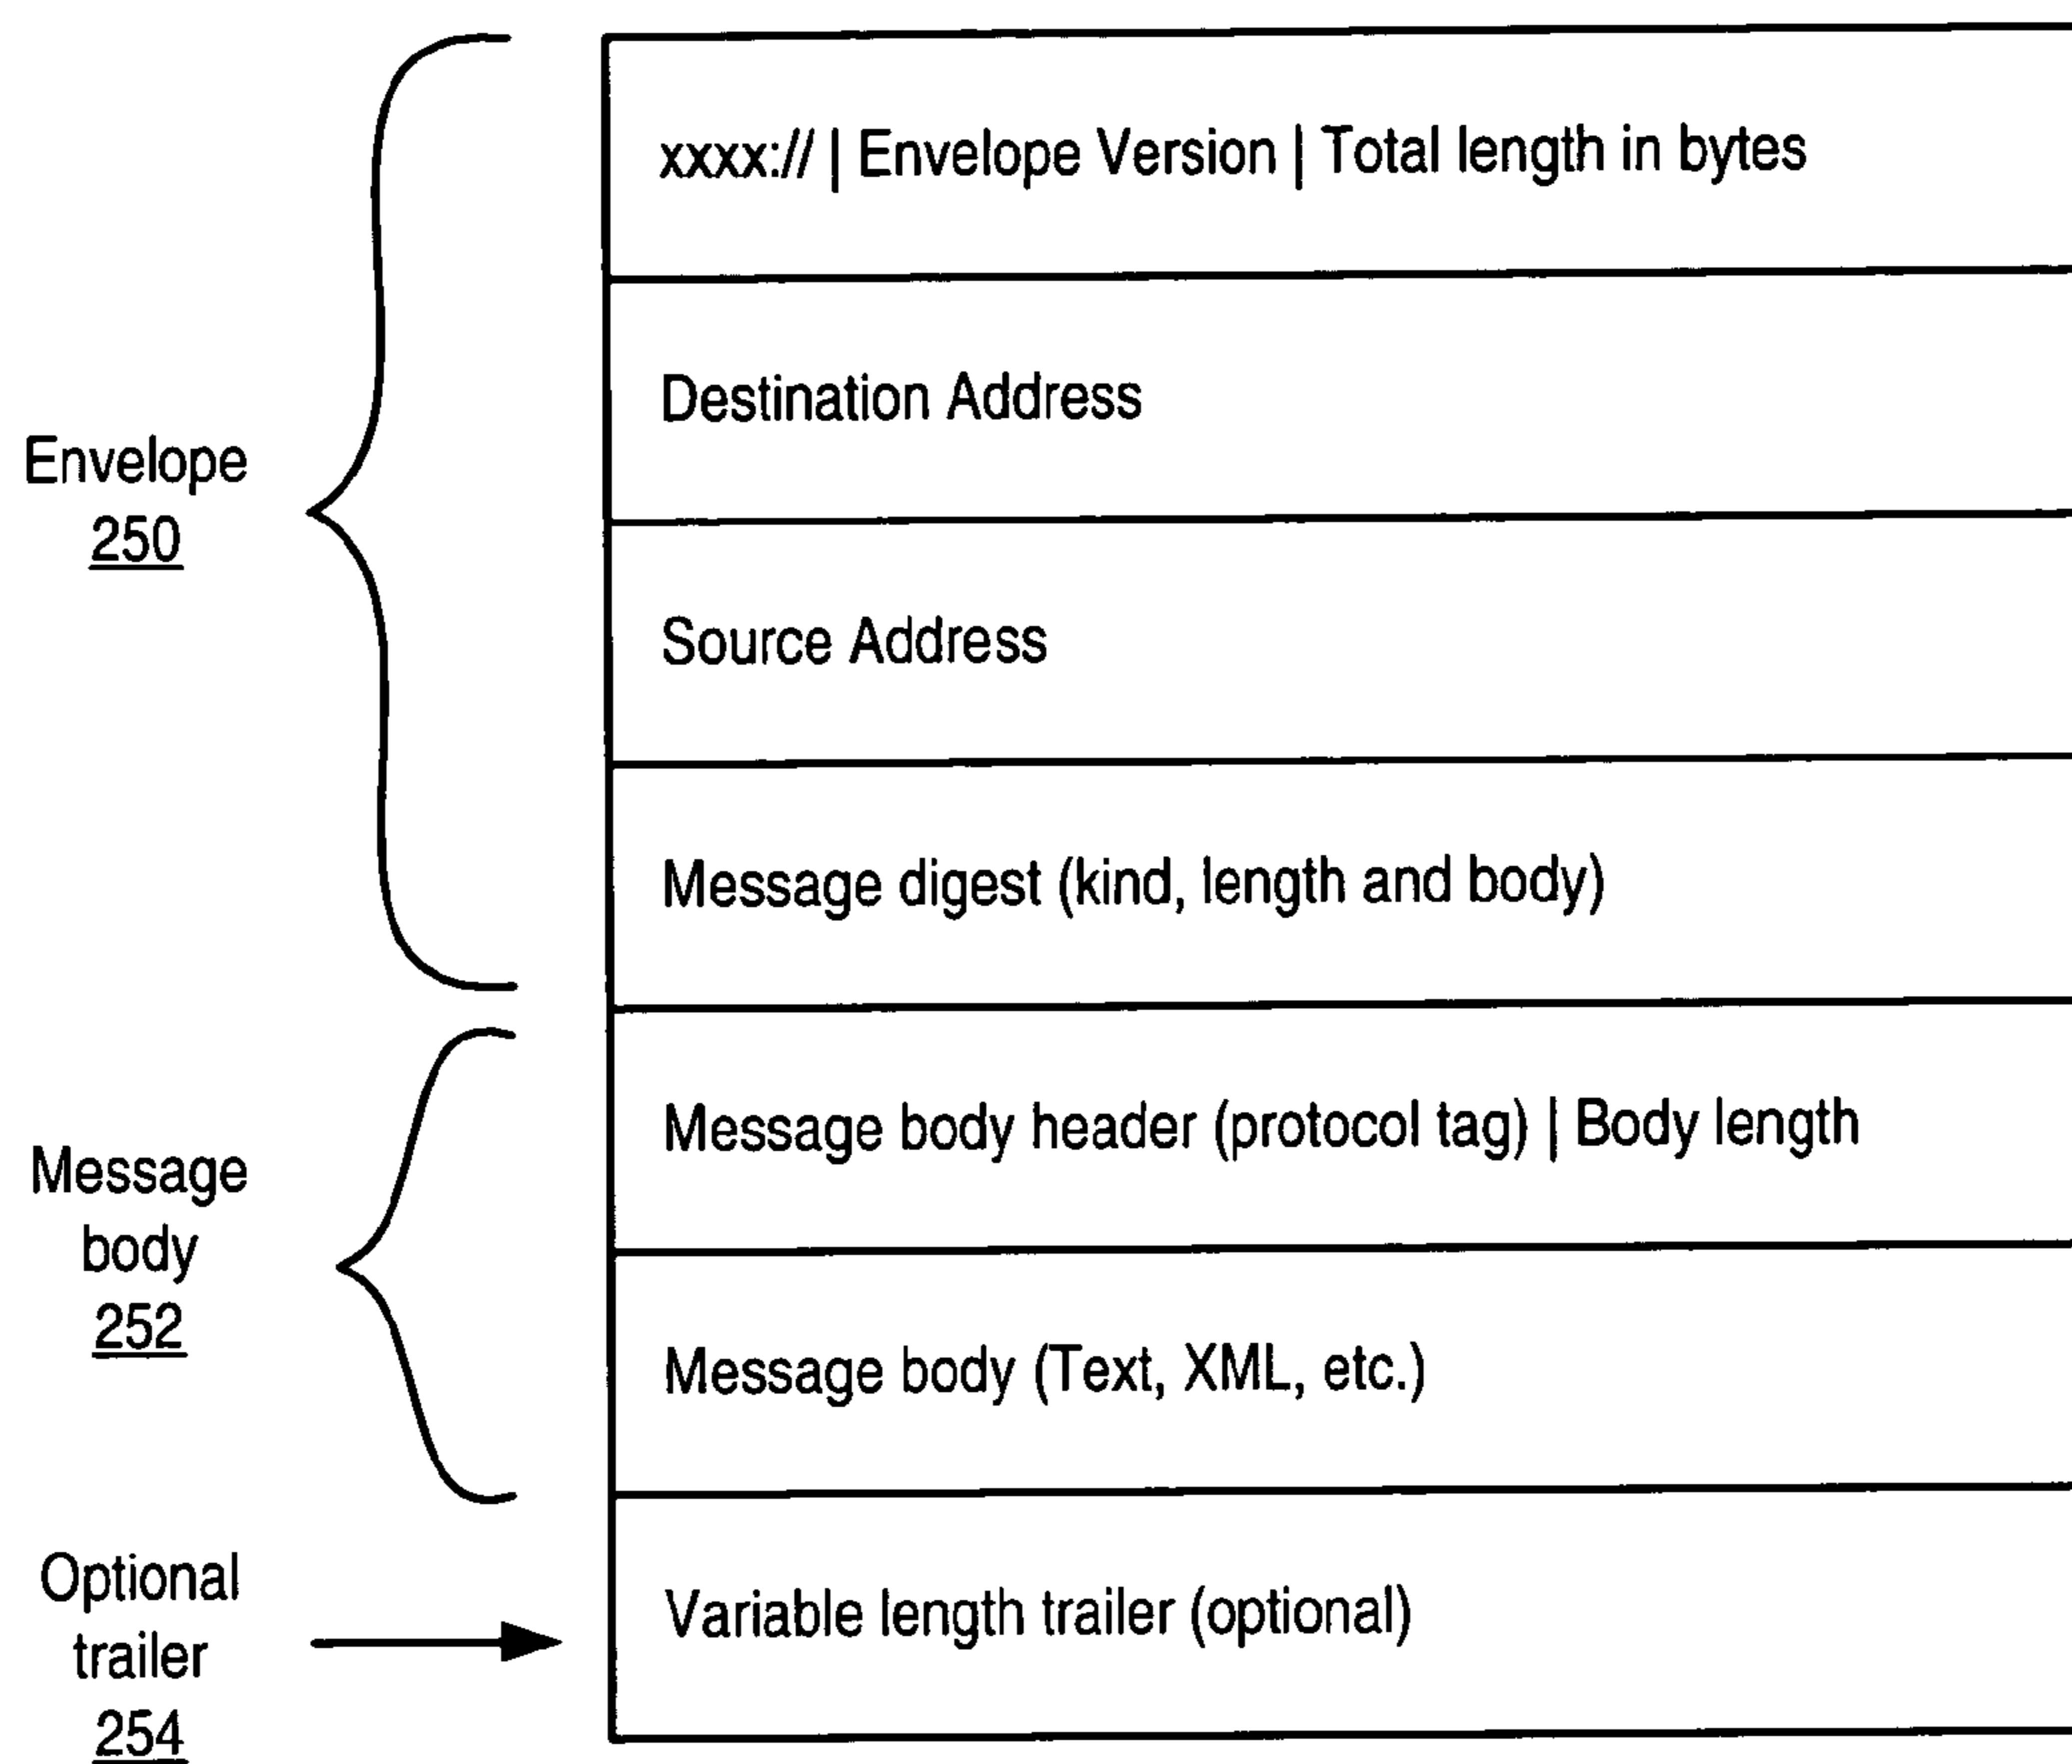 xxxx:// | Envelope Version | Total length in bytes
Destination Address
Envelope
250
Source Address
Message digest (kind, length and body)
Message body header (protocol tag) | Body length
Message
body
252
Message body (Text, XML, etc.)
Optional
trailer
254
Variable length trailer (optional)